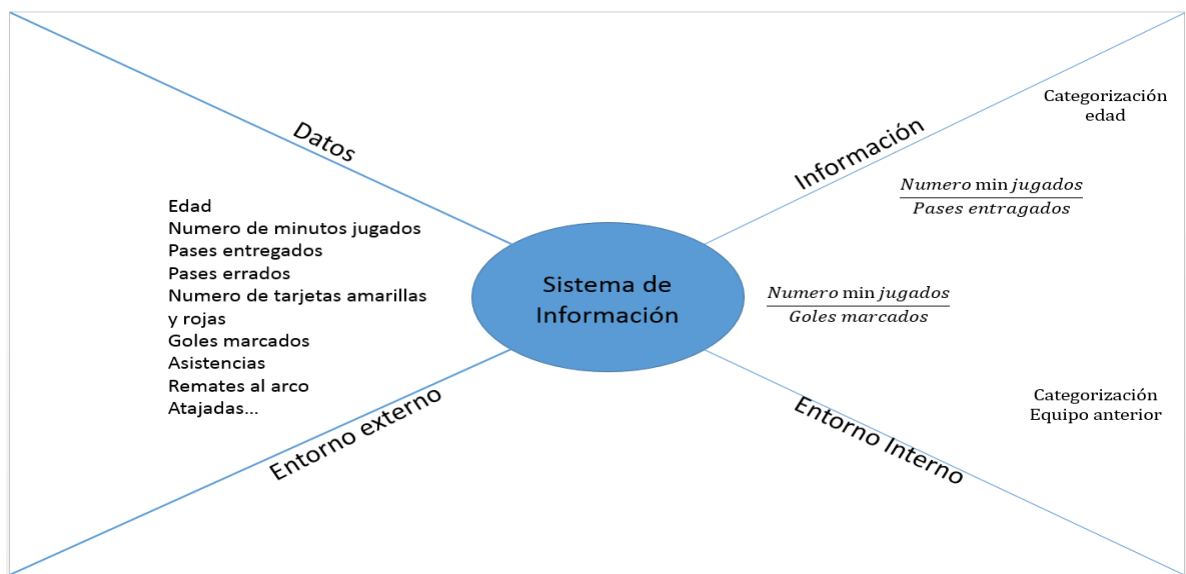 Datos
Información
Categorización
edad
Numero min jugados
Pases entragados
Edad
Numero de minutos jugados
Pases entregados
Pases errados
Numero de tarjetas amarillas
y rojas
Goles marcados
Asistencias
Remates al arco
Atajadas...
Sistema de
Información
Numero min jugados
Goles marcados
Entorno externo
Entorno Interno
Categorización
Equipo anterior